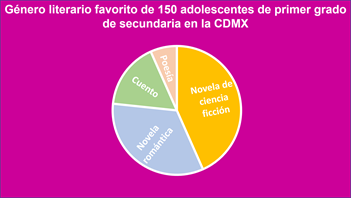 Género literario favorito de 150 adolescentes de primer grado
de secundaria en la CDMX
Poesía
Cuento
Novela de
ciencia
ficción
Novela
romántica